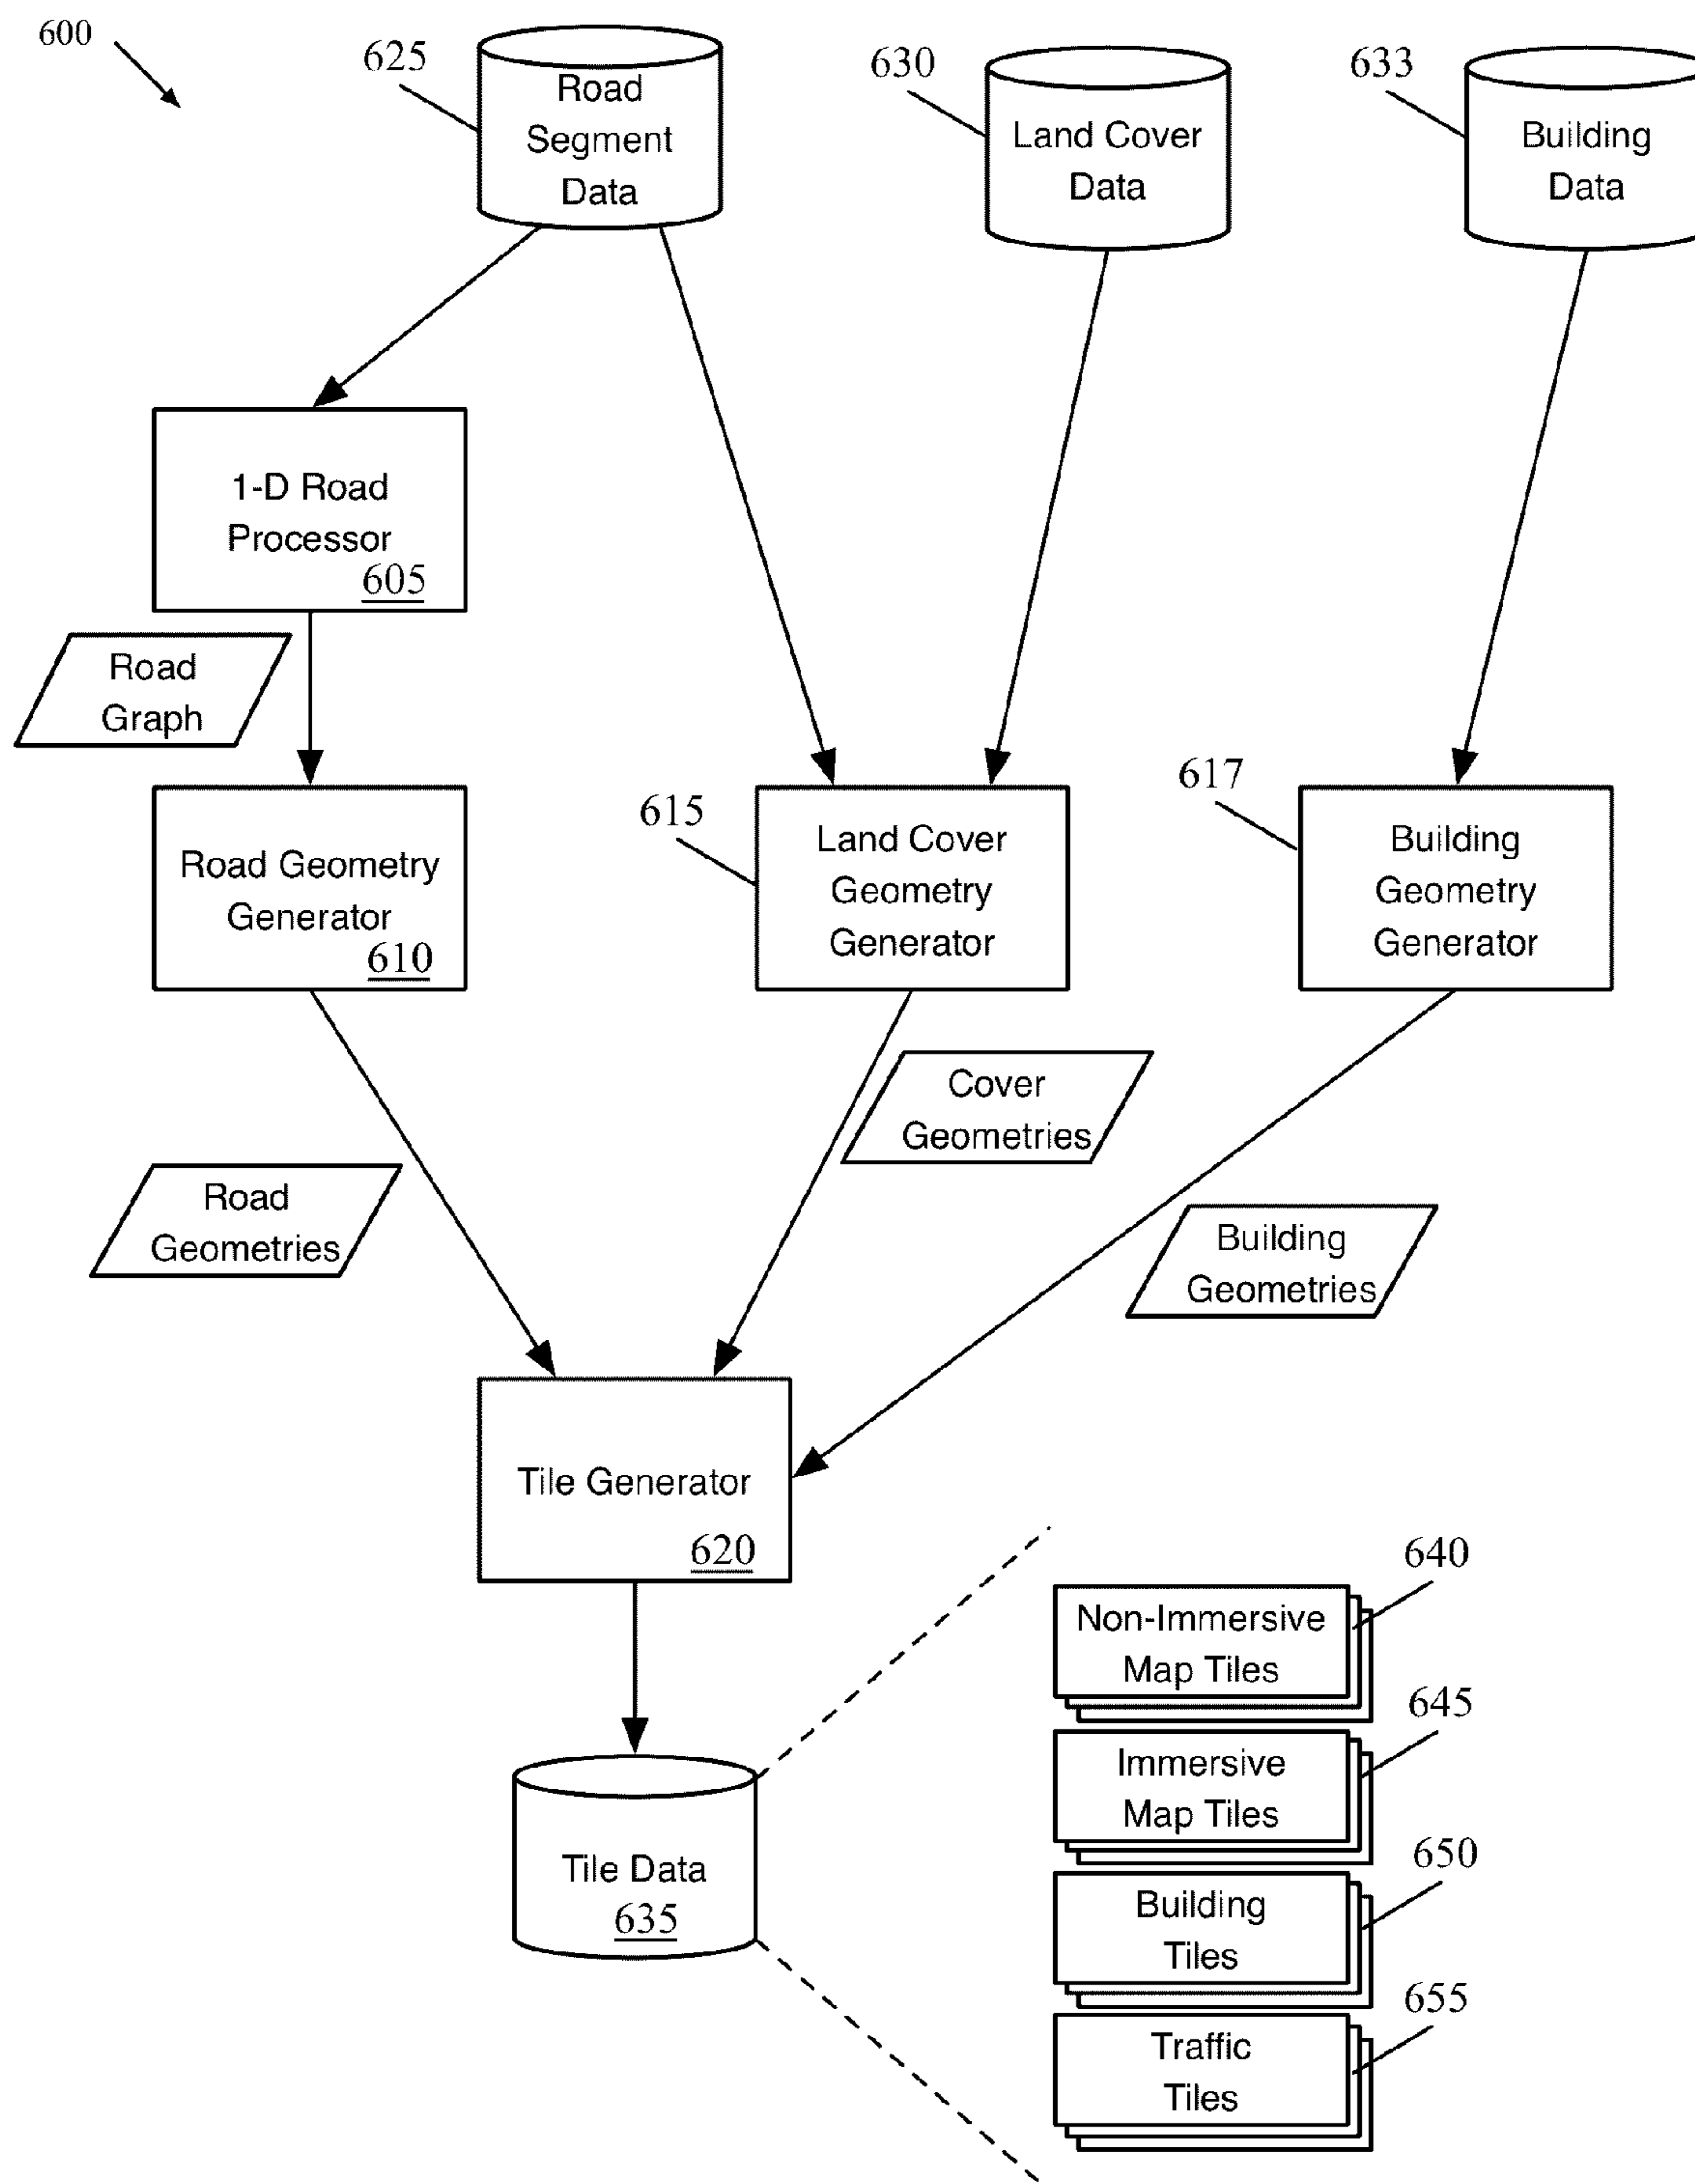 600
625
Road
Segment
Data
630
Land Cover
Data
633
Building
Data
1-D Road
Processor
605
Road
Graph
Road Geometry
Generator
610
615
Land Cover
Geometry
Generator
617
Building
Geometry
Generator
Cover
Geometries
Road
Geometries
Building
Geometries
Tile Generator
620
640
Non-Immersive
Map Tiles
645
Immersive
Map Tiles
650
Building
Tiles
655
Traffic
Tiles
Tile Data
635